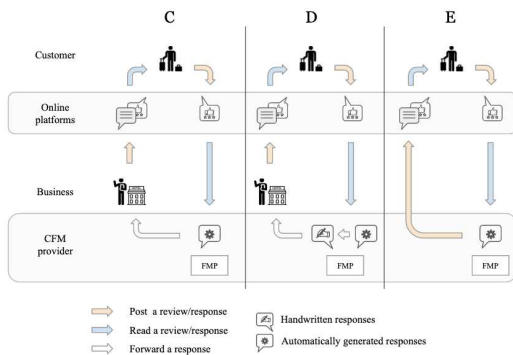 C D E
Customer
Online
platforms
Business
CFM
provider
FMP FMP FMP
Post a review/response
Read a review/response
Forward a response
Handwritten responses
Automatically generated responses